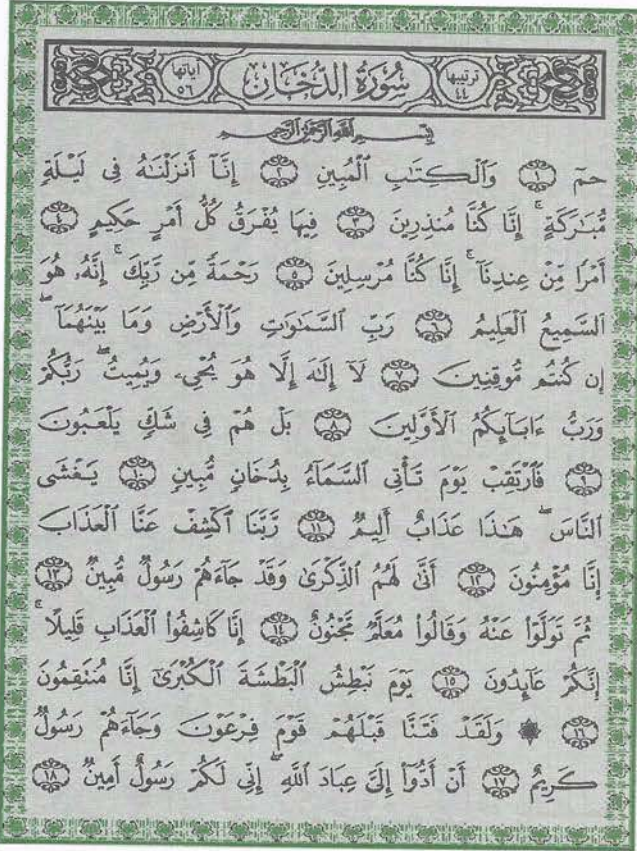 ترتيبها ٤٤ سُورَةُ الدُّخَانِ آياتها ٥٦
بِسْمِ اللَّهِ الرَّحْمَٰنِ الرَّحِيمِ
حمٓ ١ وَٱلۡكِتَٰبِ ٱلۡمُبِينِ ٢ إِنَّآ أَنزَلۡنَٰهُ فِي لَيۡلَةٖ
مُّبَٰرَكَةٍۚ إِنَّا كُنَّا مُنذِرِينَ ٣ فِيهَا يُفۡرَقُ كُلُّ أَمۡرٍ حَكِيمٍ ٤
أَمۡرٗا مِّنۡ عِندِنَآۚ إِنَّا كُنَّا مُرۡسِلِينَ ٥ رَحۡمَةٗ مِّن رَّبِّكَۚ إِنَّهُۥ هُوَ
ٱلسَّمِيعُ ٱلۡعَلِيمُ ٦ رَبِّ ٱلسَّمَٰوَٰتِ وَٱلۡأَرۡضِ وَمَا بَيۡنَهُمَآۖ
إِن كُنتُم مُّوقِنِينَ ٧ لَآ إِلَٰهَ إِلَّا هُوَ يُحۡيِۦ وَيُمِيتُۖ رَبُّكُمۡ
وَرَبُّ ءَابَآئِكُمُ ٱلۡأَوَّلِينَ ٨ بَلۡ هُمۡ فِي شَكّٖ يَلۡعَبُونَ
٩ فَٱرۡتَقِبۡ يَوۡمَ تَأۡتِي ٱلسَّمَآءُ بِدُخَانٖ مُّبِينٖ ١٠ يَغۡشَى
ٱلنَّاسَۖ هَٰذَا عَذَابٌ أَلِيمٞ ١١ رَّبَّنَا ٱكۡشِفۡ عَنَّا ٱلۡعَذَابَ
إِنَّا مُؤۡمِنُونَ ١٢ أَنَّىٰ لَهُمُ ٱلذِّكۡرَىٰ وَقَدۡ جَآءَهُمۡ رَسُولٞ مُّبِينٞ ١٣
ثُمَّ تَوَلَّوۡاْ عَنۡهُ وَقَالُواْ مُعَلَّمٞ مَّجۡنُونٌ ١٤ إِنَّا كَاشِفُواْ ٱلۡعَذَابِ قَلِيلًاۚ
إِنَّكُمۡ عَآئِدُونَ ١٥ يَوۡمَ نَبۡطِشُ ٱلۡبَطۡشَةَ ٱلۡكُبۡرَىٰٓ إِنَّا مُنتَقِمُونَ
١٦ ۞ وَلَقَدۡ فَتَنَّا قَبۡلَهُمۡ قَوۡمَ فِرۡعَوۡنَ وَجَآءَهُمۡ رَسُولٞ
كَرِيمٌ ١٧ أَنۡ أَدُّوٓاْ إِلَيَّ عِبَادَ ٱللَّهِۖ إِنِّي لَكُمۡ رَسُولٌ أَمِينٞ ١٨